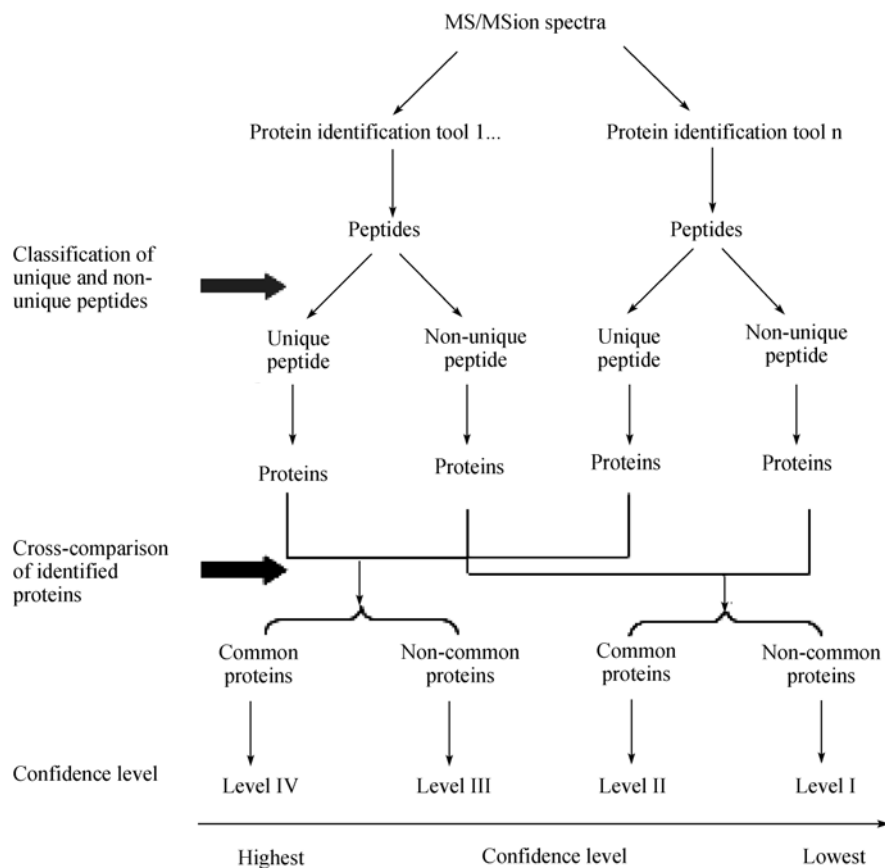 MS/MSion spectra
Protein identification tool 1...
Protein identification tool n
Peptides
Peptides
Classification of
unique and non-
unique peptides
Unique
peptide
Non-unique
peptide
Unique
peptide
Non-unique
peptide
Proteins
Proteins
Proteins
Proteins
Cross-comparison
of identified
proteins
Common
proteins
Non-common
proteins
Common
proteins
Non-common
proteins
Confidence level
Level IV
Level III
Level II
Level I
Highest
Confidence level
Lowest